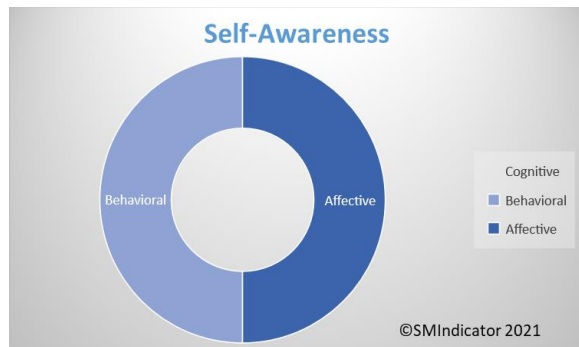 Self-Awareness
Behavioral
Affective
Cognitive
Behavioral
Affective
©SMIndicator 2021